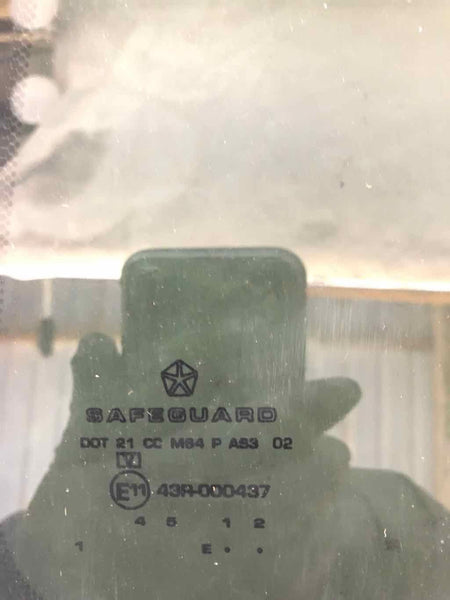 SAFEGUARD
DOT 21 CC M64 P AS3 02
V
E11 43R-000437
4 5 1 2
1 E • •